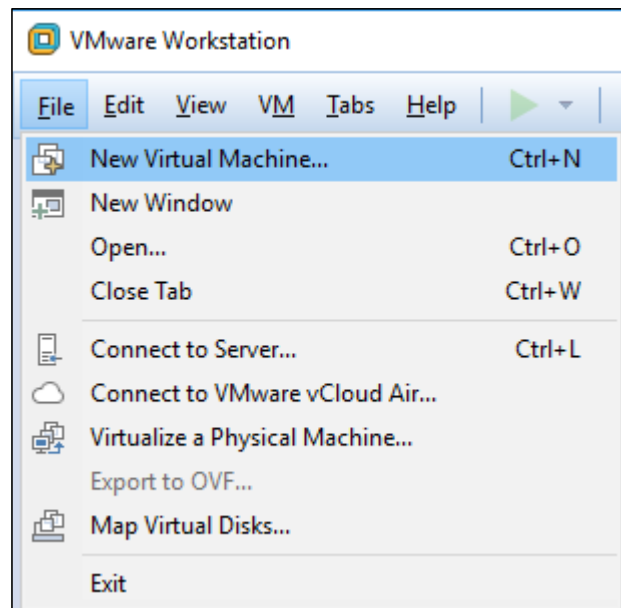 VMware Workstation
File Edit View VM Tabs Help
New Virtual Machine... Ctrl+N
New Window
Open... Ctrl+O
Close Tab Ctrl+W
Connect to Server... Ctrl+L
Connect to VMware vCloud Air...
Virtualize a Physical Machine...
Export to OVF...
Map Virtual Disks...
Exit